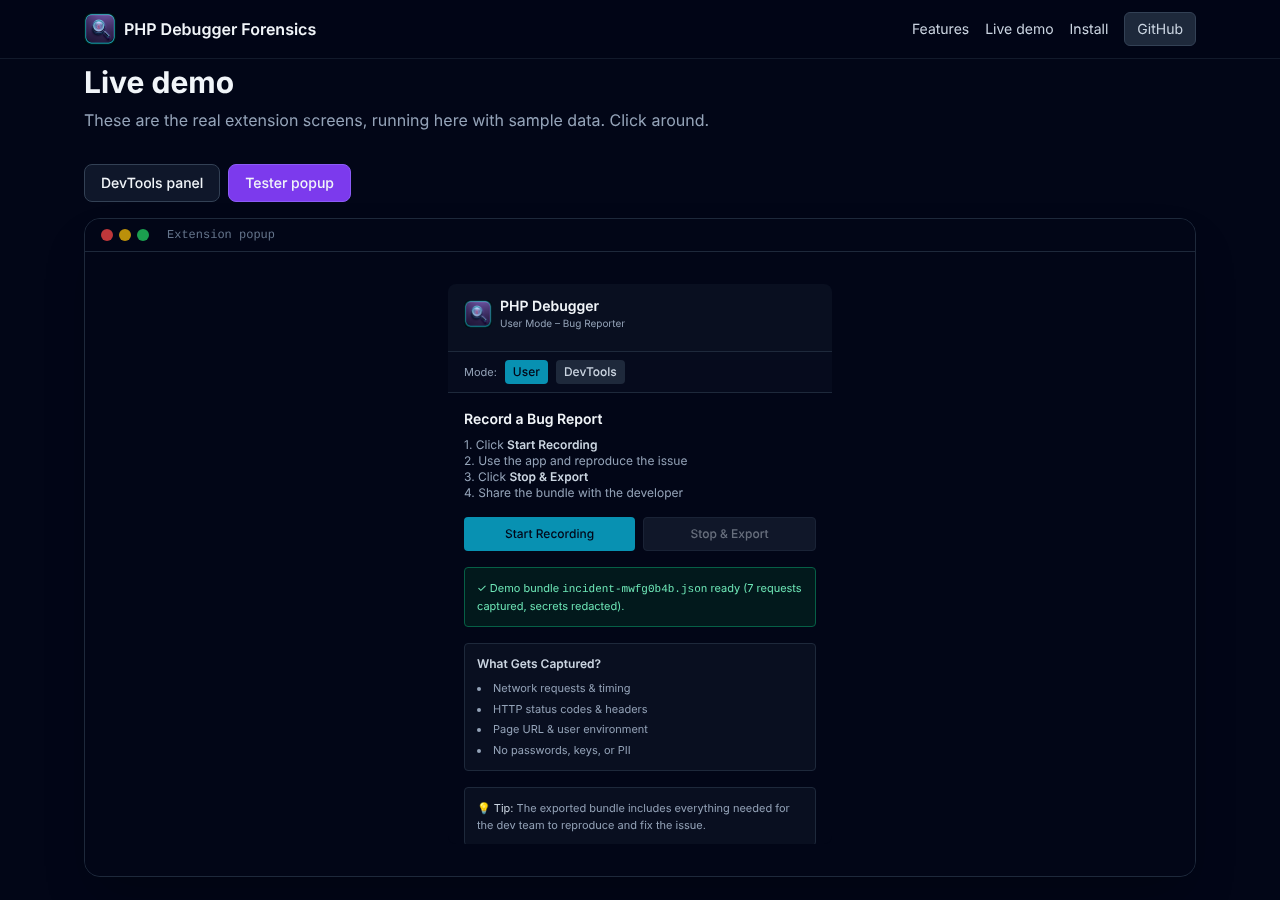 PHP Debugger Forensics
Features
Live demo
Install
GitHub
Live demo
These are the real extension screens, running here with sample data. Click around.
DevTools panel
Tester popup
Extension popup
PHP Debugger
User Mode – Bug Reporter
Mode:
User
DevTools
Record a Bug Report
1. Click Start Recording
2. Use the app and reproduce the issue
3. Click Stop & Export
4. Share the bundle with the developer
Start Recording
Stop & Export
✓ Demo bundle incident-mwfg0b4b.json ready (7 requests
captured, secrets redacted).
What Gets Captured?
• Network requests & timing
• HTTP status codes & headers
• Page URL & user environment
• No passwords, keys, or PII
💡 Tip: The exported bundle includes everything needed for
the dev team to reproduce and fix the issue.